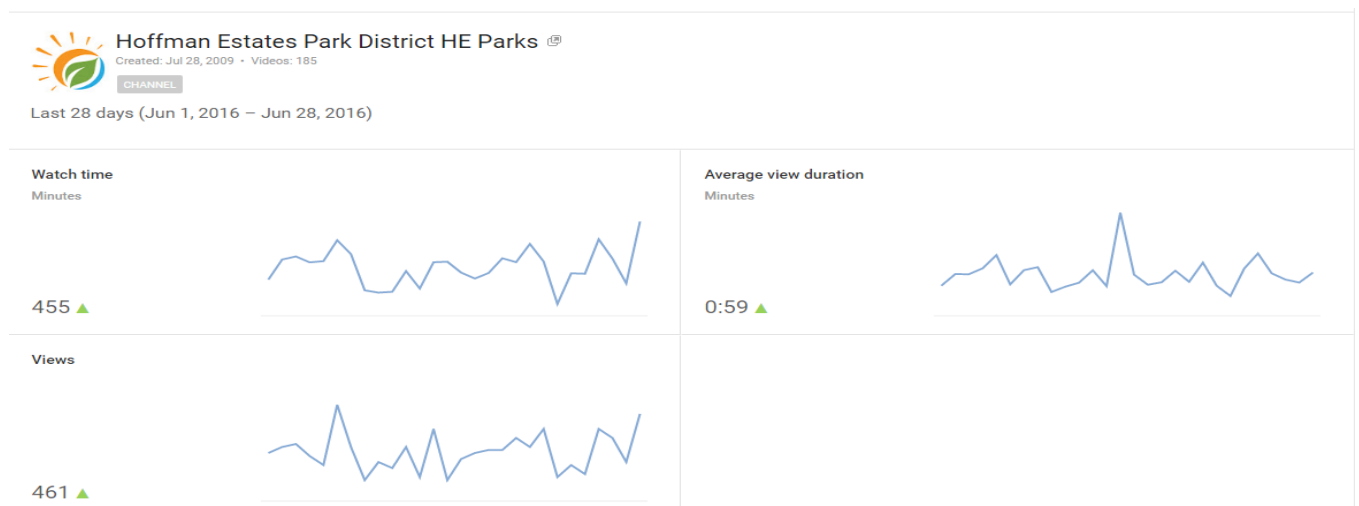 Hoffman Estates Park District HE Parks
Created: Jul 28, 2009 • Videos: 185
CHANNEL
Last 28 days (Jun 1, 2016 – Jun 28, 2016)
Watch time
Minutes
455
Average view duration
Minutes
0:59
Views
461